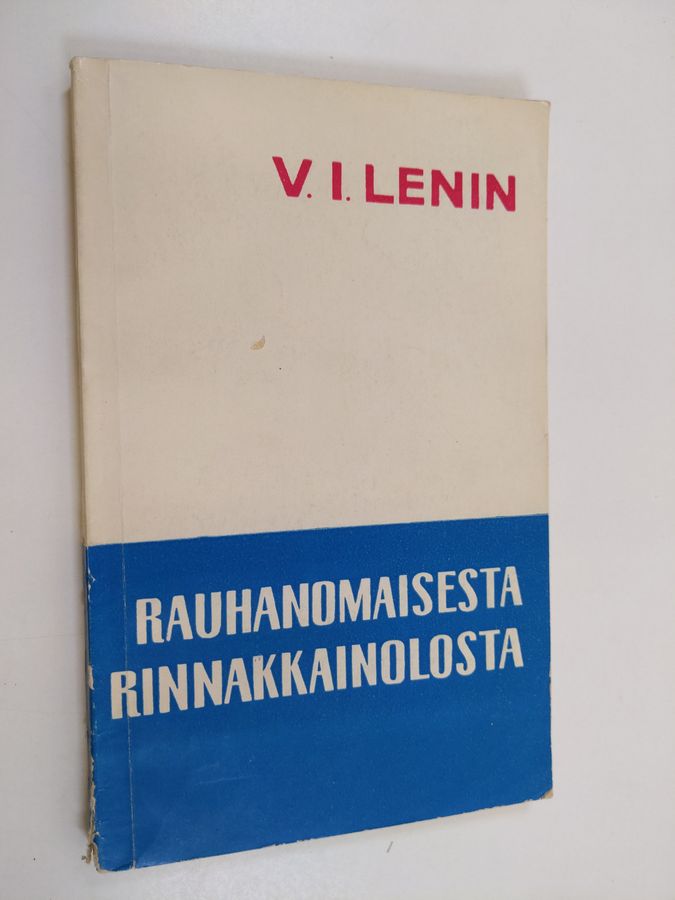 V. I. LENIN
RAUHANOMAISESTA
RINNAKKAINOLOSTA